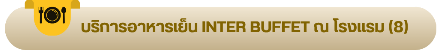 บริการอาหารเย็น INTER BUFFET ณ โรงแรม (8)